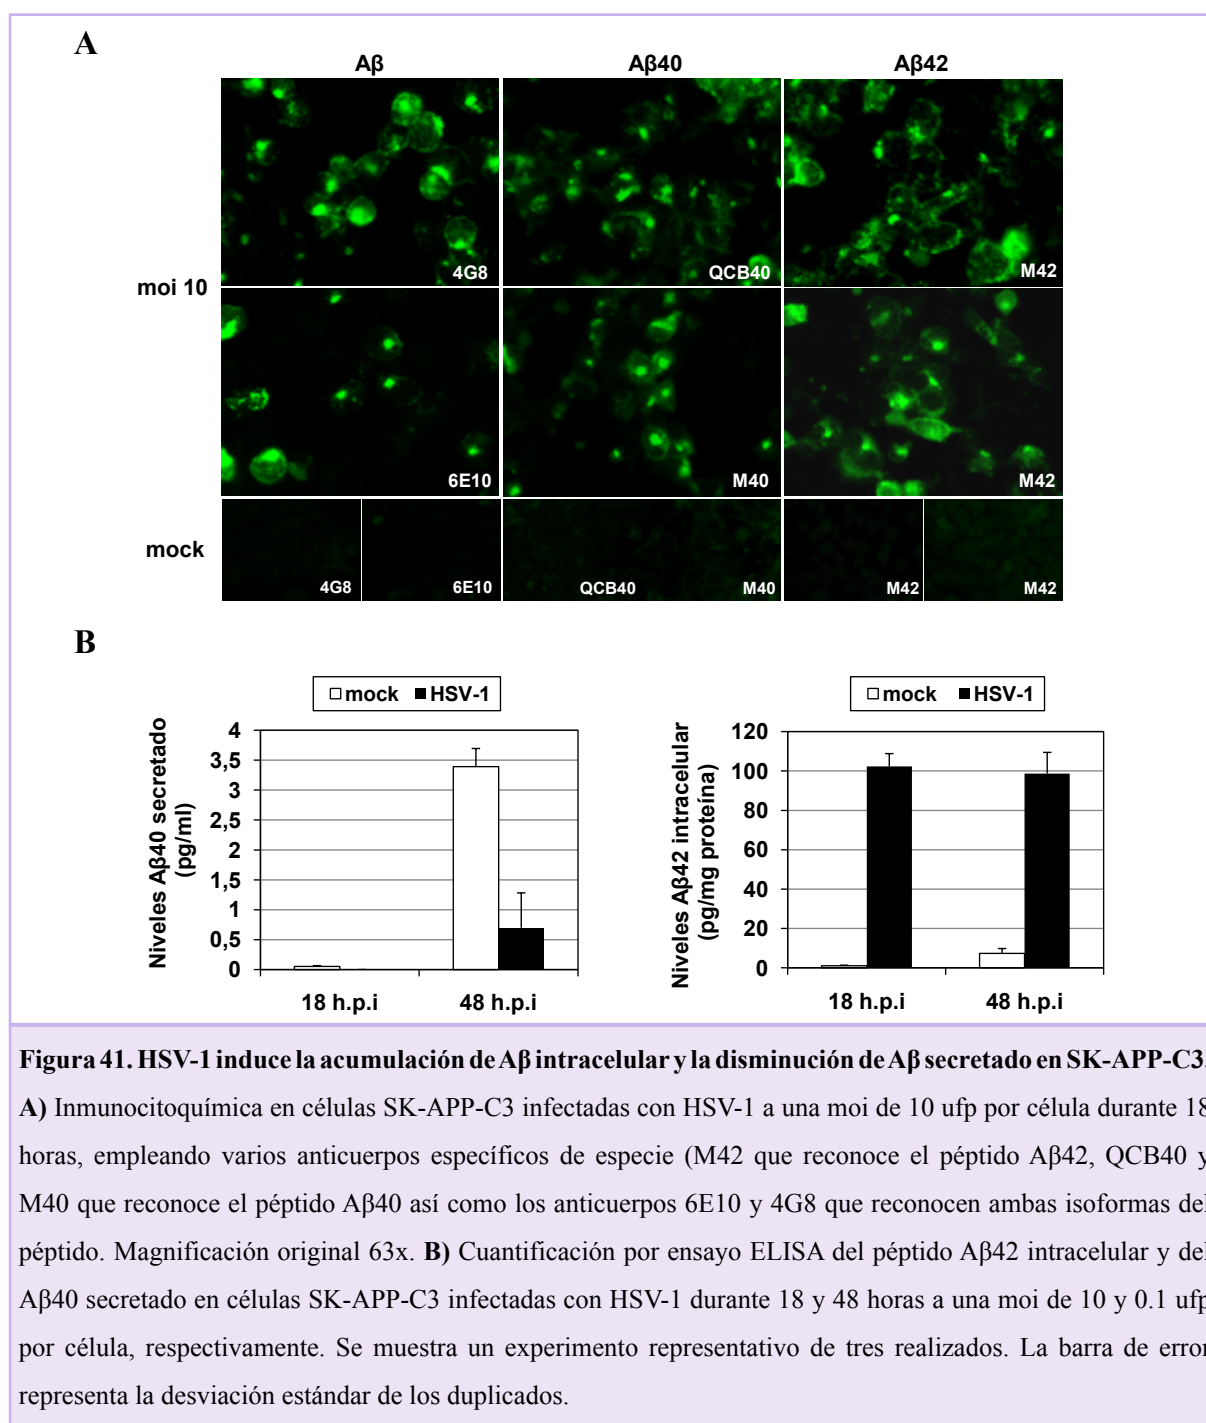 A
Aβ Aβ40 Aβ42
4G8 QCB40 M42
moi 10
6E10 M40 M42
mock
4G8 6E10 QCB40 M40 M42 M42
B
mock HSV-1
Niveles Aβ40 secretado
(pg/ml)
4
3,5
3
2,5
2
1,5
1
0,5
0
18 h.p.i 48 h.p.i
mock HSV-1
Niveles Aβ42 intracelular
(pg/mg proteína)
120
100
80
60
40
20
0
18 h.p.i 48 h.p.i
Figura 41. HSV-1 induce la acumulación de Aβ intracelular y la disminución de Aβ secretado en SK-APP-C3.
A) Inmunocitoquímica en células SK-APP-C3 infectadas con HSV-1 a una moi de 10 ufp por célula durante 18
horas, empleando varios anticuerpos específicos de especie (M42 que reconoce el péptido Aβ42, QCB40 y
M40 que reconoce el péptido Aβ40 así como los anticuerpos 6E10 y 4G8 que reconocen ambas isoformas del
péptido. Magnificación original 63x. B) Cuantificación por ensayo ELISA del péptido Aβ42 intracelular y del
Aβ40 secretado en células SK-APP-C3 infectadas con HSV-1 durante 18 y 48 horas a una moi de 10 y 0.1 ufp
por célula, respectivamente. Se muestra un experimento representativo de tres realizados. La barra de error
representa la desviación estándar de los duplicados.